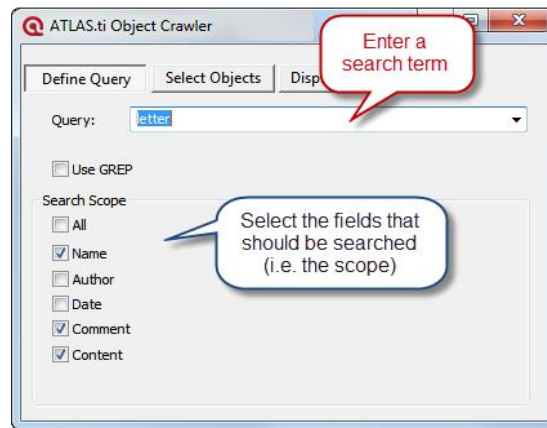 ATLAS.ti Object Crawler
Enter a
search term
Define Query
Select Objects
Disp
Query:
letter
Use GREP
Search Scope
All
Name
Author
Date
Comment
Content
Select the fields that
should be searched
(i.e. the scope)